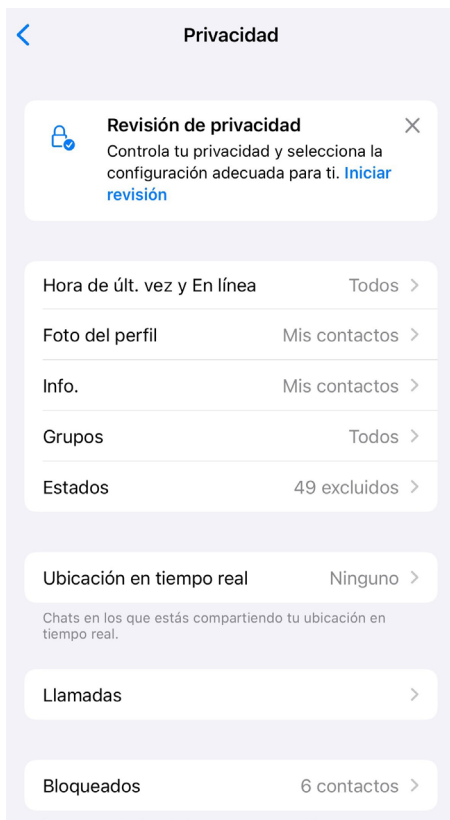 Privacidad
Revisión de privacidad
Controla tu privacidad y selecciona la
configuración adecuada para ti. Iniciar
revisión
Hora de últ. vez y En línea Todos
Foto del perfil Mis contactos
Info. Mis contactos
Grupos Todos
Estados 49 excluidos
Ubicación en tiempo real Ninguno
Chats en los que estás compartiendo tu ubicación en
tiempo real.
Llamadas
Bloqueados 6 contactos